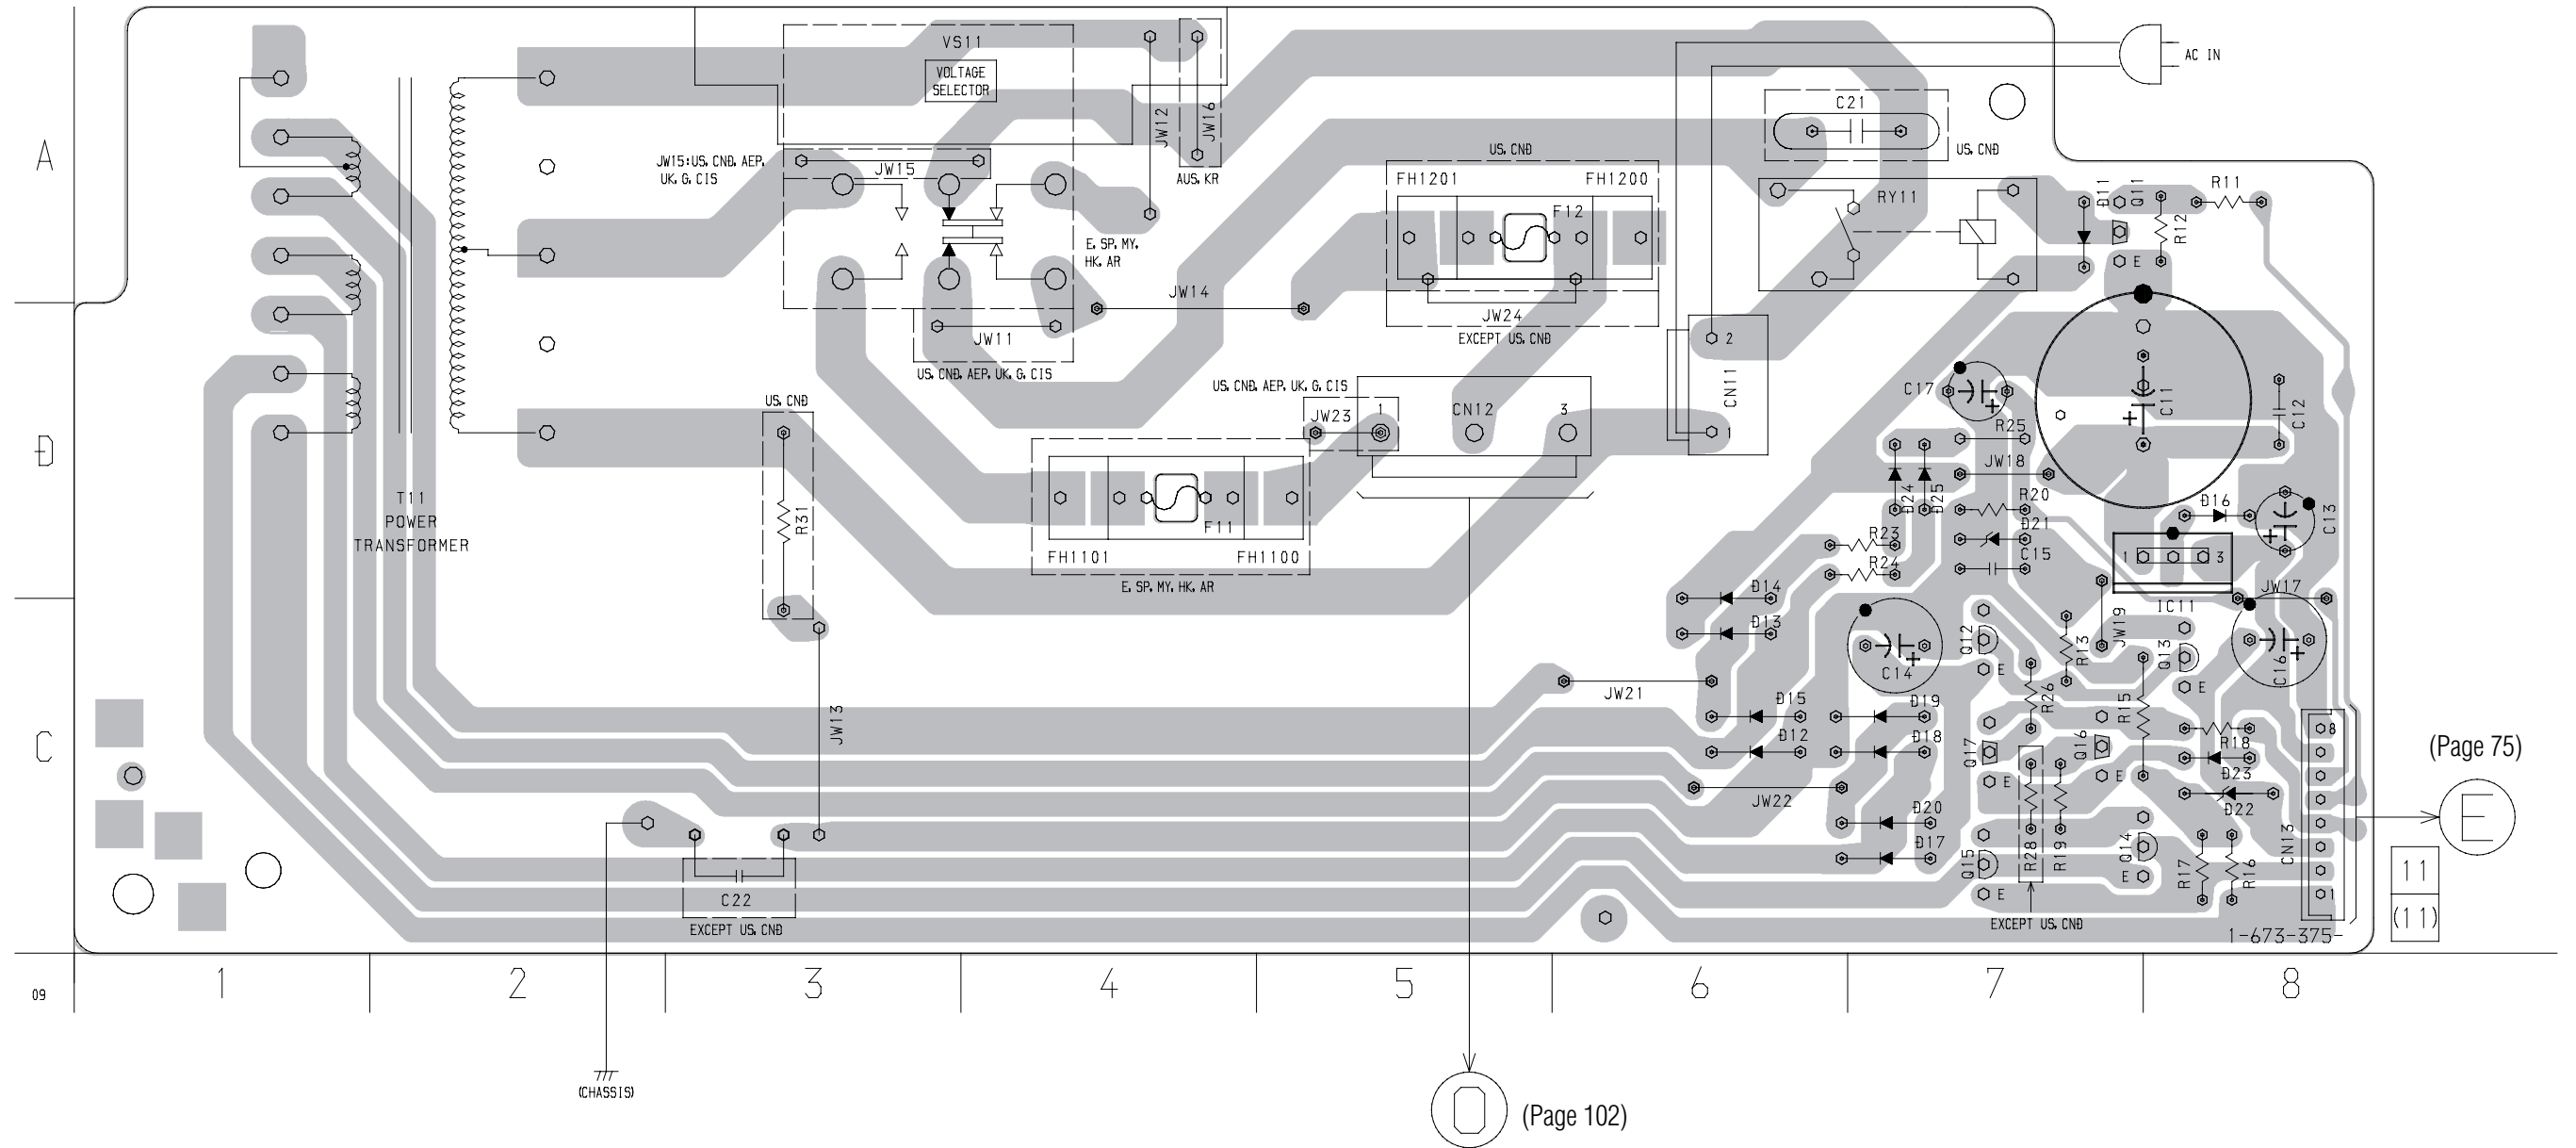 VS11
VOLTAGE
SELECTOR
JW12
JW16
AUS, KR
JW15:US, CND, AEP,
UK, G, CIS
JW15
E, SP, MY,
HK, AR
AC IN
C21
US, CND
US, CND
FH1201
FH1200
F12
JW24
EXCEPT US, CND
RY11
D11
Q11
E
R12
R11
A
JW14
JW11
US, CND, AEP, UK, G, CIS
US, CND, AEP, UK, G, CIS
JW23
1
CN12
3
2
CN11
1
C17
C11
C12
R25
JW18
US, CND
R31
D
T11
POWER
TRANSFORMER
F11
FH1101
FH1100
E, SP, MY, HK, AR
D24
D25
R20
D21
C15
R23
R24
D16
C13
1
3
IC11
JW17
D14
D13
C14
Q12
E
R13
JW19
Q13
E
C16
JW21
JW13
D15
D12
D19
D18
R26
R15
R18
D23
D22
Q17
E
Q16
E
8
C
(Page 75)
E
JW22
D20
D17
Q15
E
R28
R19
Q14
E
R17
R16
CN13
1
C22
EXCEPT US, CND
EXCEPT US, CND
11
(11)
1-673-375-
09
1
2
3
4
5
6
7
8
(CHASSIS)
O
(Page 102)